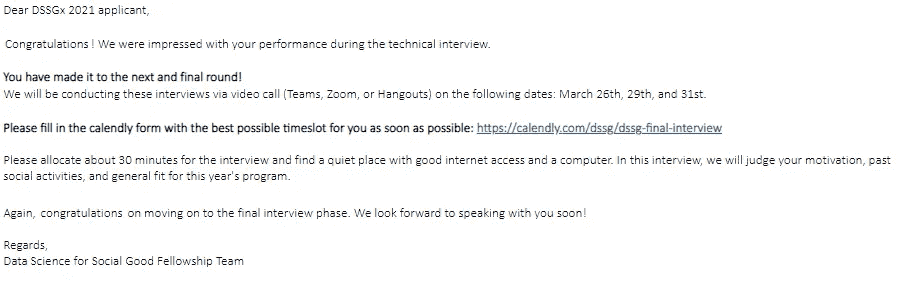 Dear DSSGx 2021 applicant,
Congratulations! We were impressed with your performance during the technical interview.
You have made it to the next and final round!
We will be conducting these interviews via video call (Teams, Zoom, or Hangouts) on the following dates: March 26th, 29th, and 31st.
Please fill in the calendly form with the best possible timeslot for you as soon as possible: https://calendly.com/dssg/dssg-final-interview
Please allocate about 30 minutes for the interview and find a quiet place with good internet access and a computer. In this interview, we will judge your motivation, past
social activities, and general fit for this year's program.
Again, congratulations on moving on to the final interview phase. We look forward to speaking with you soon!
Regards,
Data Science for Social Good Fellowship Team